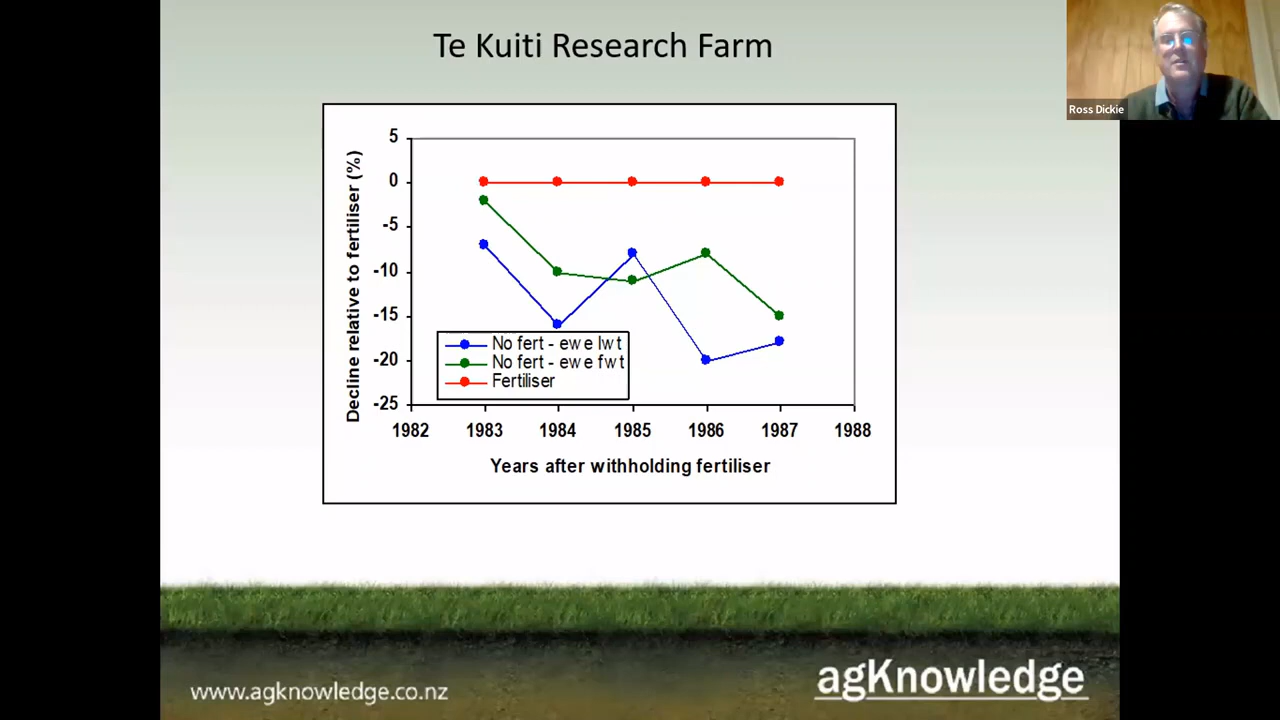 Te Kuiti Research Farm
Ross Dickie
Decline relative to fertiliser (%)
5
0
-5
-10
-15
-20
-25
No fert - ewe lwt
No fert - ewe fwt
Fertiliser
1982 1983 1984 1985 1986 1987 1988
Years after withholding fertiliser
www.agknowledge.co.nz
agKnowledge